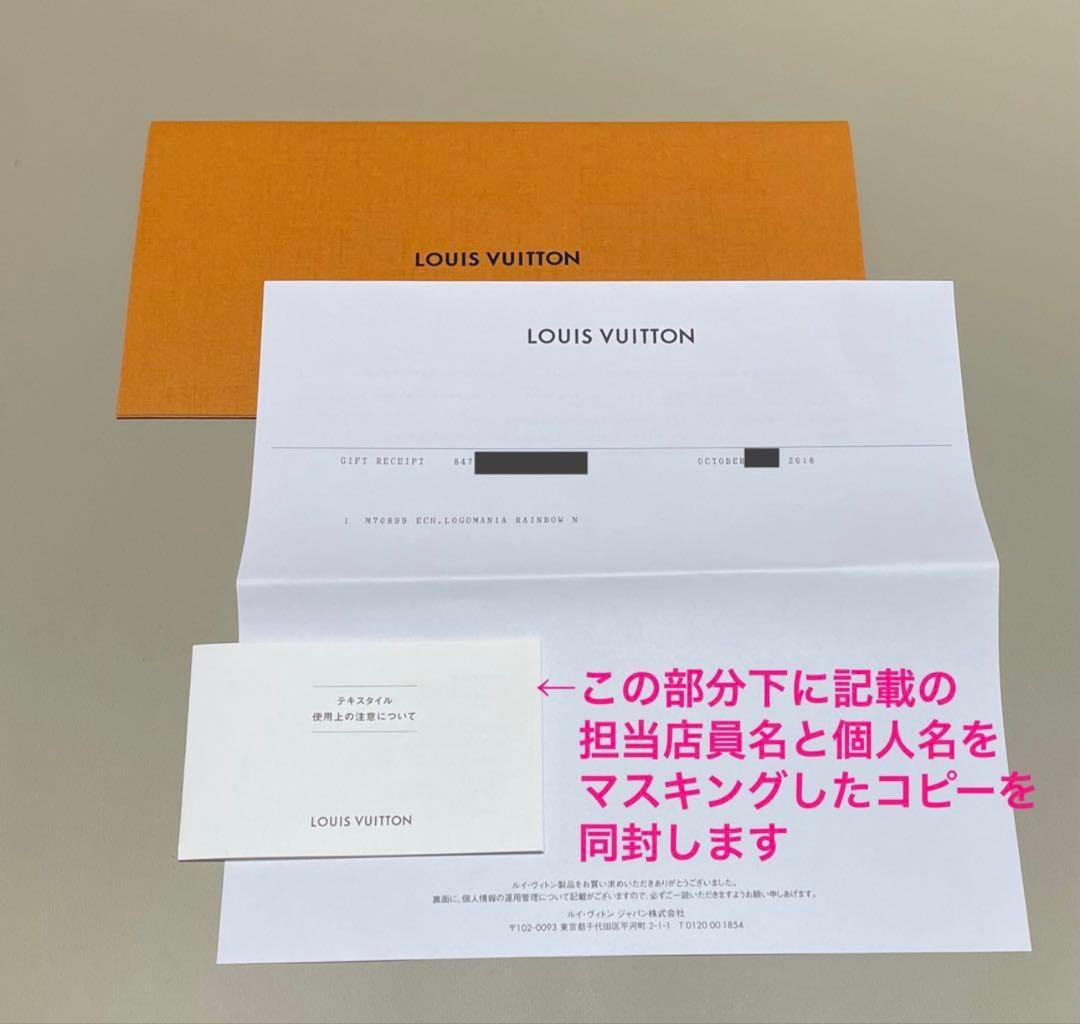 LOUIS VUITTON
LOUIS VUITTON
GIFT RECEIPT 847 OCTOBER 2018
1 M70899 ECH.LOGOMANIA RAINBOW N
テキスタイル
使用上の注意について
LOUIS VUITTON
←この部分下に記載の
担当店員名と個人名を
マスキングしたコピーを
同封します
ルイ・ヴィトン製品をお買い求めいただきありがとうございました。
裏面に、個人情報の運用管理について記載がございますので、必ずご一読いただきますようお願い申しあげます。
ルイ・ヴィトン ジャパン株式会社
〒102-0093 東京都千代田区平河町 2-1-1 T 0120 00 1854